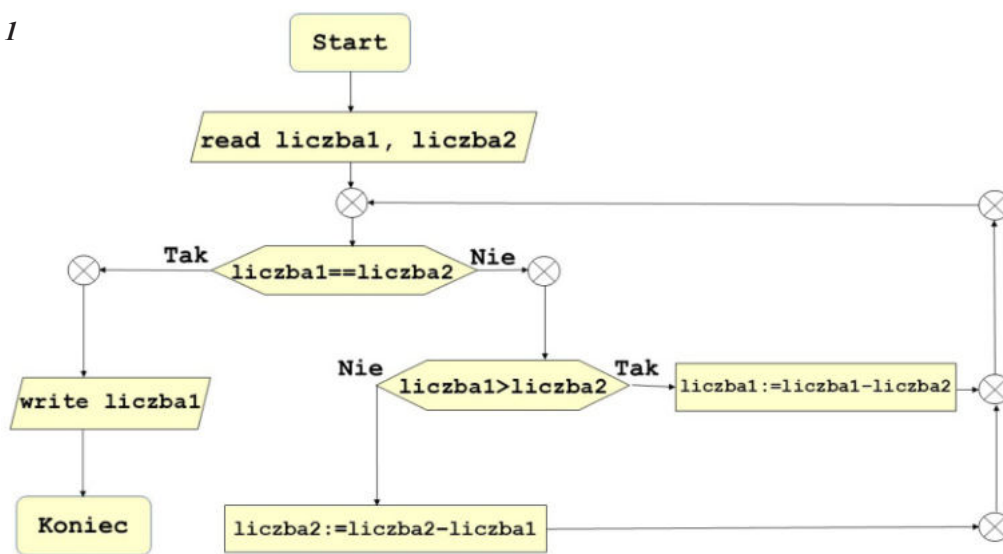 1
Start
read liczba1, liczba2
Tak
liczba1==liczba2
Nie
Nie
liczba1>liczba2
Tak
liczba1:=liczba1-liczba2
write liczba1
Koniec
liczba2:=liczba2-liczba1